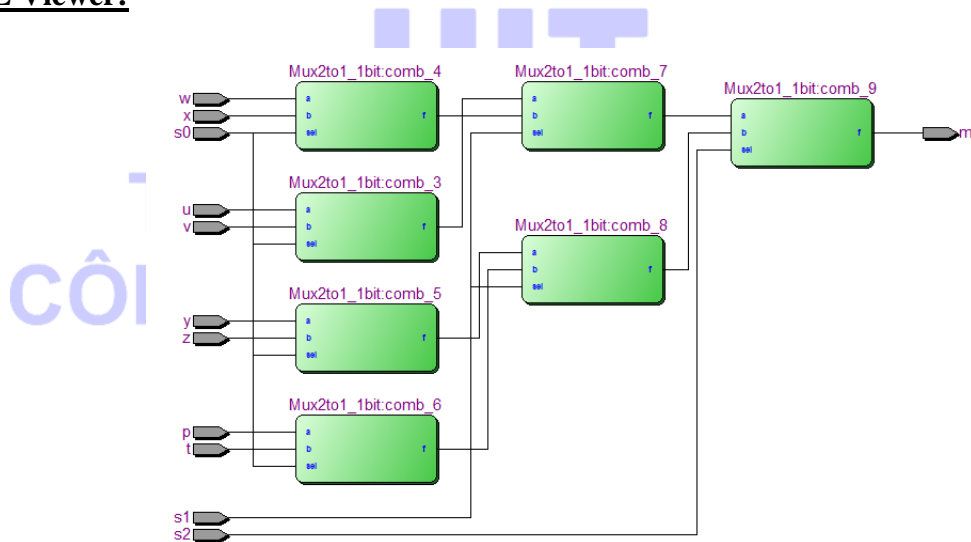 Viewer:
Mux2to1_1bit:comb_4
Mux2to1_1bit:comb_7
Mux2to1_1bit:comb_9
w
x
s0
a
b
sel
f
a
b
sel
f
a
b
sel
f
m
Mux2to1_1bit:comb_3
u
v
a
b
sel
f
Mux2to1_1bit:comb_8
a
b
sel
f
Mux2to1_1bit:comb_5
y
z
a
b
sel
f
Mux2to1_1bit:comb_6
p
t
a
b
sel
f
s1
s2